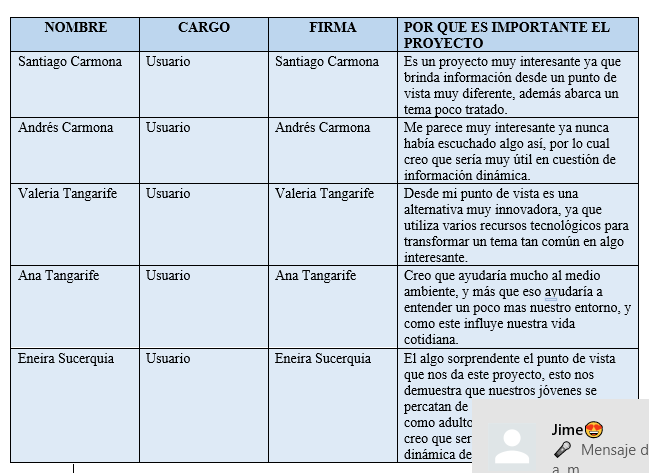 NOMBRE CARGO FIRMA POR QUE ES IMPORTANTE EL
PROYECTO
Santiago Carmona Usuario Santiago Carmona Es un proyecto muy interesante ya que
brinda información desde un punto de
vista muy diferente, además abarca un
tema poco tratado.
Andrés Carmona Usuario Andrés Carmona Me parece muy interesante ya nunca
había escuchado algo así, por lo cual
creo que sería muy útil en cuestión de
información dinámica.
Valeria Tangarife Usuario Valeria Tangarife Desde mi punto de vista es una
alternativa muy innovadora, ya que
utiliza varios recursos tecnológicos para
transformar un tema tan común en algo
interesante.
Ana Tangarife Usuario Ana Tangarife Creo que ayudaría mucho al medio
ambiente, y más que eso ayudaría a
entender un poco mas nuestro entorno, y
como este influye nuestra vida
cotidiana.
Eneira Sucerquia Usuario Eneira Sucerquia El algo sorprendente el punto de vista
que nos da este proyecto, esto nos
demuestra que nuestros jóvenes se
percatan de
como adulto
creo que ser
dinámica de
Jime😍
🎤 Mensaje d
a. m.